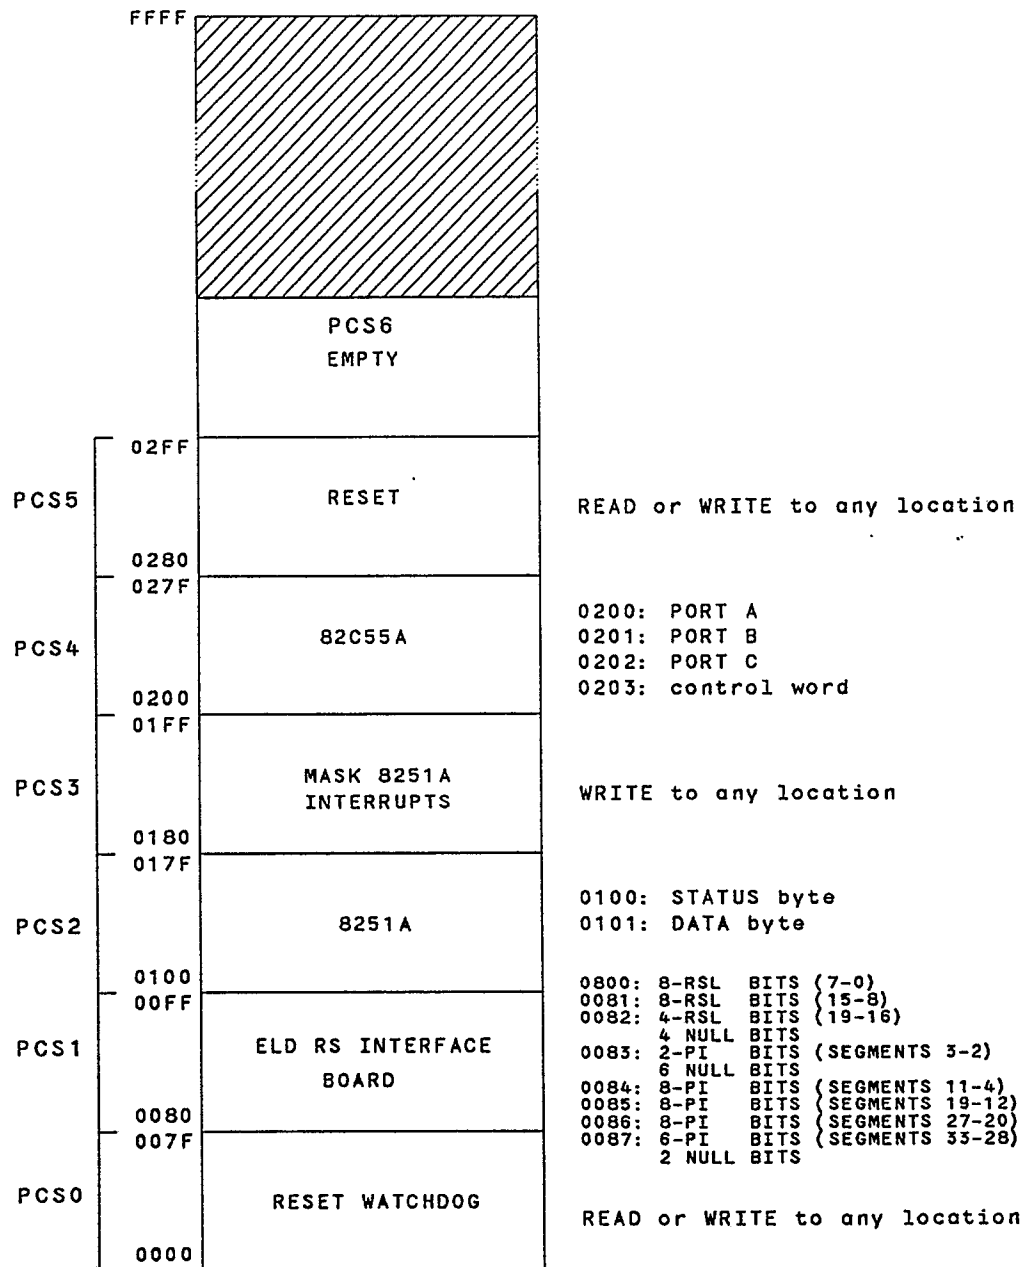 FFFF
PCS6
EMPTY
02FF
PCS5
RESET
READ or WRITE to any location
0280
027F
0200: PORT A
PCS4
82C55A
0201: PORT B
0202: PORT C
0203: control word
0200
01FF
PCS3
MASK 8251A
INTERRUPTS
WRITE to any location
0180
017F
0100: STATUS byte
PCS2
8251A
0101: DATA byte
0100
00FF
0800: 8-RSL BITS (7-0)
0081: 8-RSL BITS (15-8)
0082: 4-RSL BITS (19-16)
4 NULL BITS
PCS1
ELD RS INTERFACE
BOARD
0083: 2-PI BITS (SEGMENTS 3-2)
6 NULL BITS
0084: 8-PI BITS (SEGMENTS 11-4)
0085: 8-PI BITS (SEGMENTS 19-12)
0086: 8-PI BITS (SEGMENTS 27-20)
0087: 6-PI BITS (SEGMENTS 33-28)
2 NULL BITS
0080
007F
PCS0
RESET WATCHDOG
READ or WRITE to any location
0000